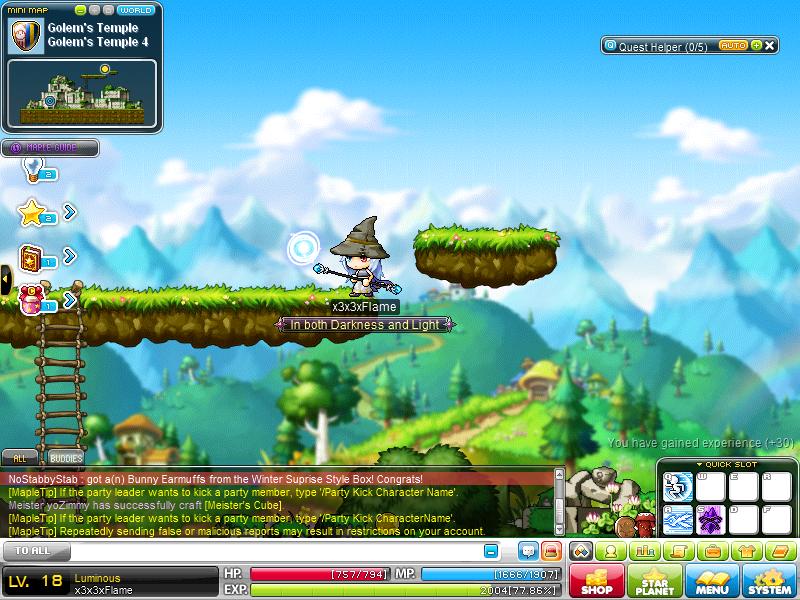 MINI MAP
WORLD
Golem's Temple
Golem's Temple 4
Quest Helper (0/5)
AUTO
MAPLE GUIDE
2
2
1
1
x3x3xFlame
In both Darkness and Light
You have gained experience (+30)
ALL
BUDDIES
QUICK SLOT
NoStabbyStab : got a(n) Bunny Earmuffs from the Winter Suprise Style Box! Congrats!
[MapleTip] If the party leader wants to kick a party member, type '/Party Kick Character Name'.
Meister yoZimmy has successfully craft [Meister's Cube].
[MapleTip] If the party leader wants to kick a party member, type '/Party Kick CharacterName'.
[MapleTip] Repeatedly sending false or malicious reports may result in restrictions on your account.
W
E
R
S
D
F
TO ALL
LV. 18
Luminous
x3x3xFlame
HP.
[757/794]
MP.
[1666/1907]
EXP.
2004[77.86%]
SHOP
STAR PLANET
MENU
SYSTEM